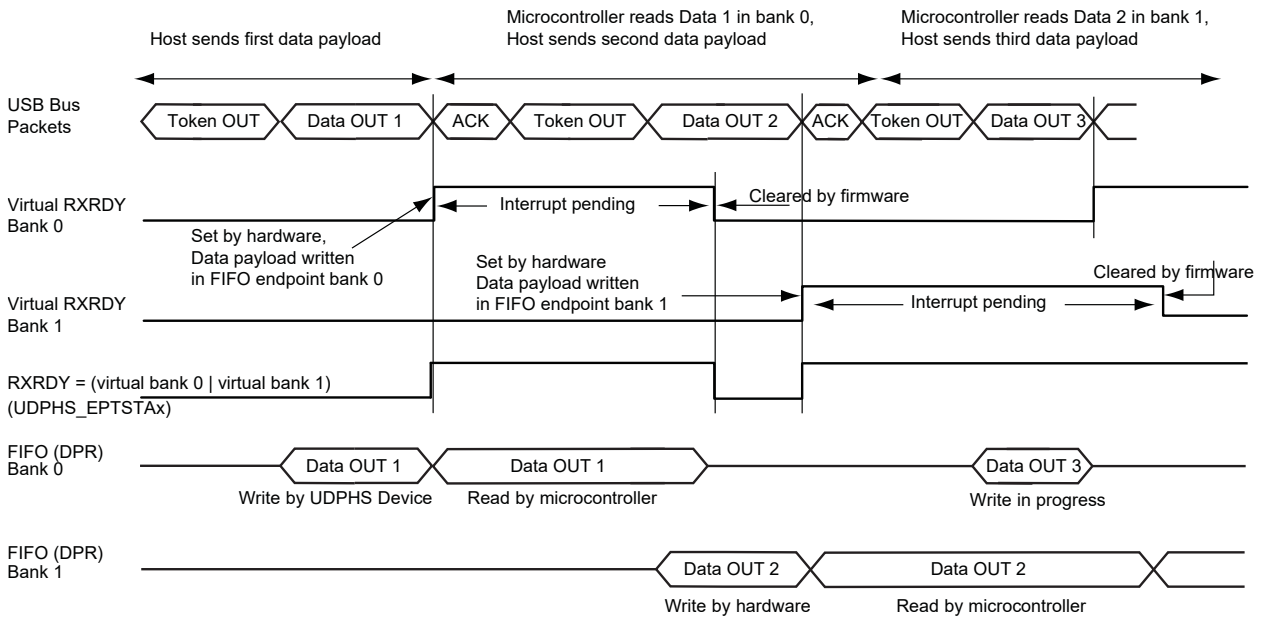 Host sends first data payload
Microcontroller reads Data 1 in bank 0,
Host sends second data payload
Microcontroller reads Data 2 in bank 1,
Host sends third data payload
USB Bus
Packets
Token OUT
Data OUT 1
ACK
Token OUT
Data OUT 2
ACK
Token OUT
Data OUT 3
Virtual RXRDY
Bank 0
Interrupt pending
Cleared by firmware
Set by hardware,
Data payload written
in FIFO endpoint bank 0
Set by hardware
Data payload written
in FIFO endpoint bank 1
Cleared by firmware
Virtual RXRDY
Bank 1
Interrupt pending
RXRDY = (virtual bank 0 | virtual bank 1)
(UDPHS_EPTSTAx)
FIFO (DPR)
Bank 0
Data OUT 1
Data OUT 1
Data OUT 3
Write by UDPHS Device
Read by microcontroller
Write in progress
FIFO (DPR)
Bank 1
Data OUT 2
Data OUT 2
Write by hardware
Read by microcontroller